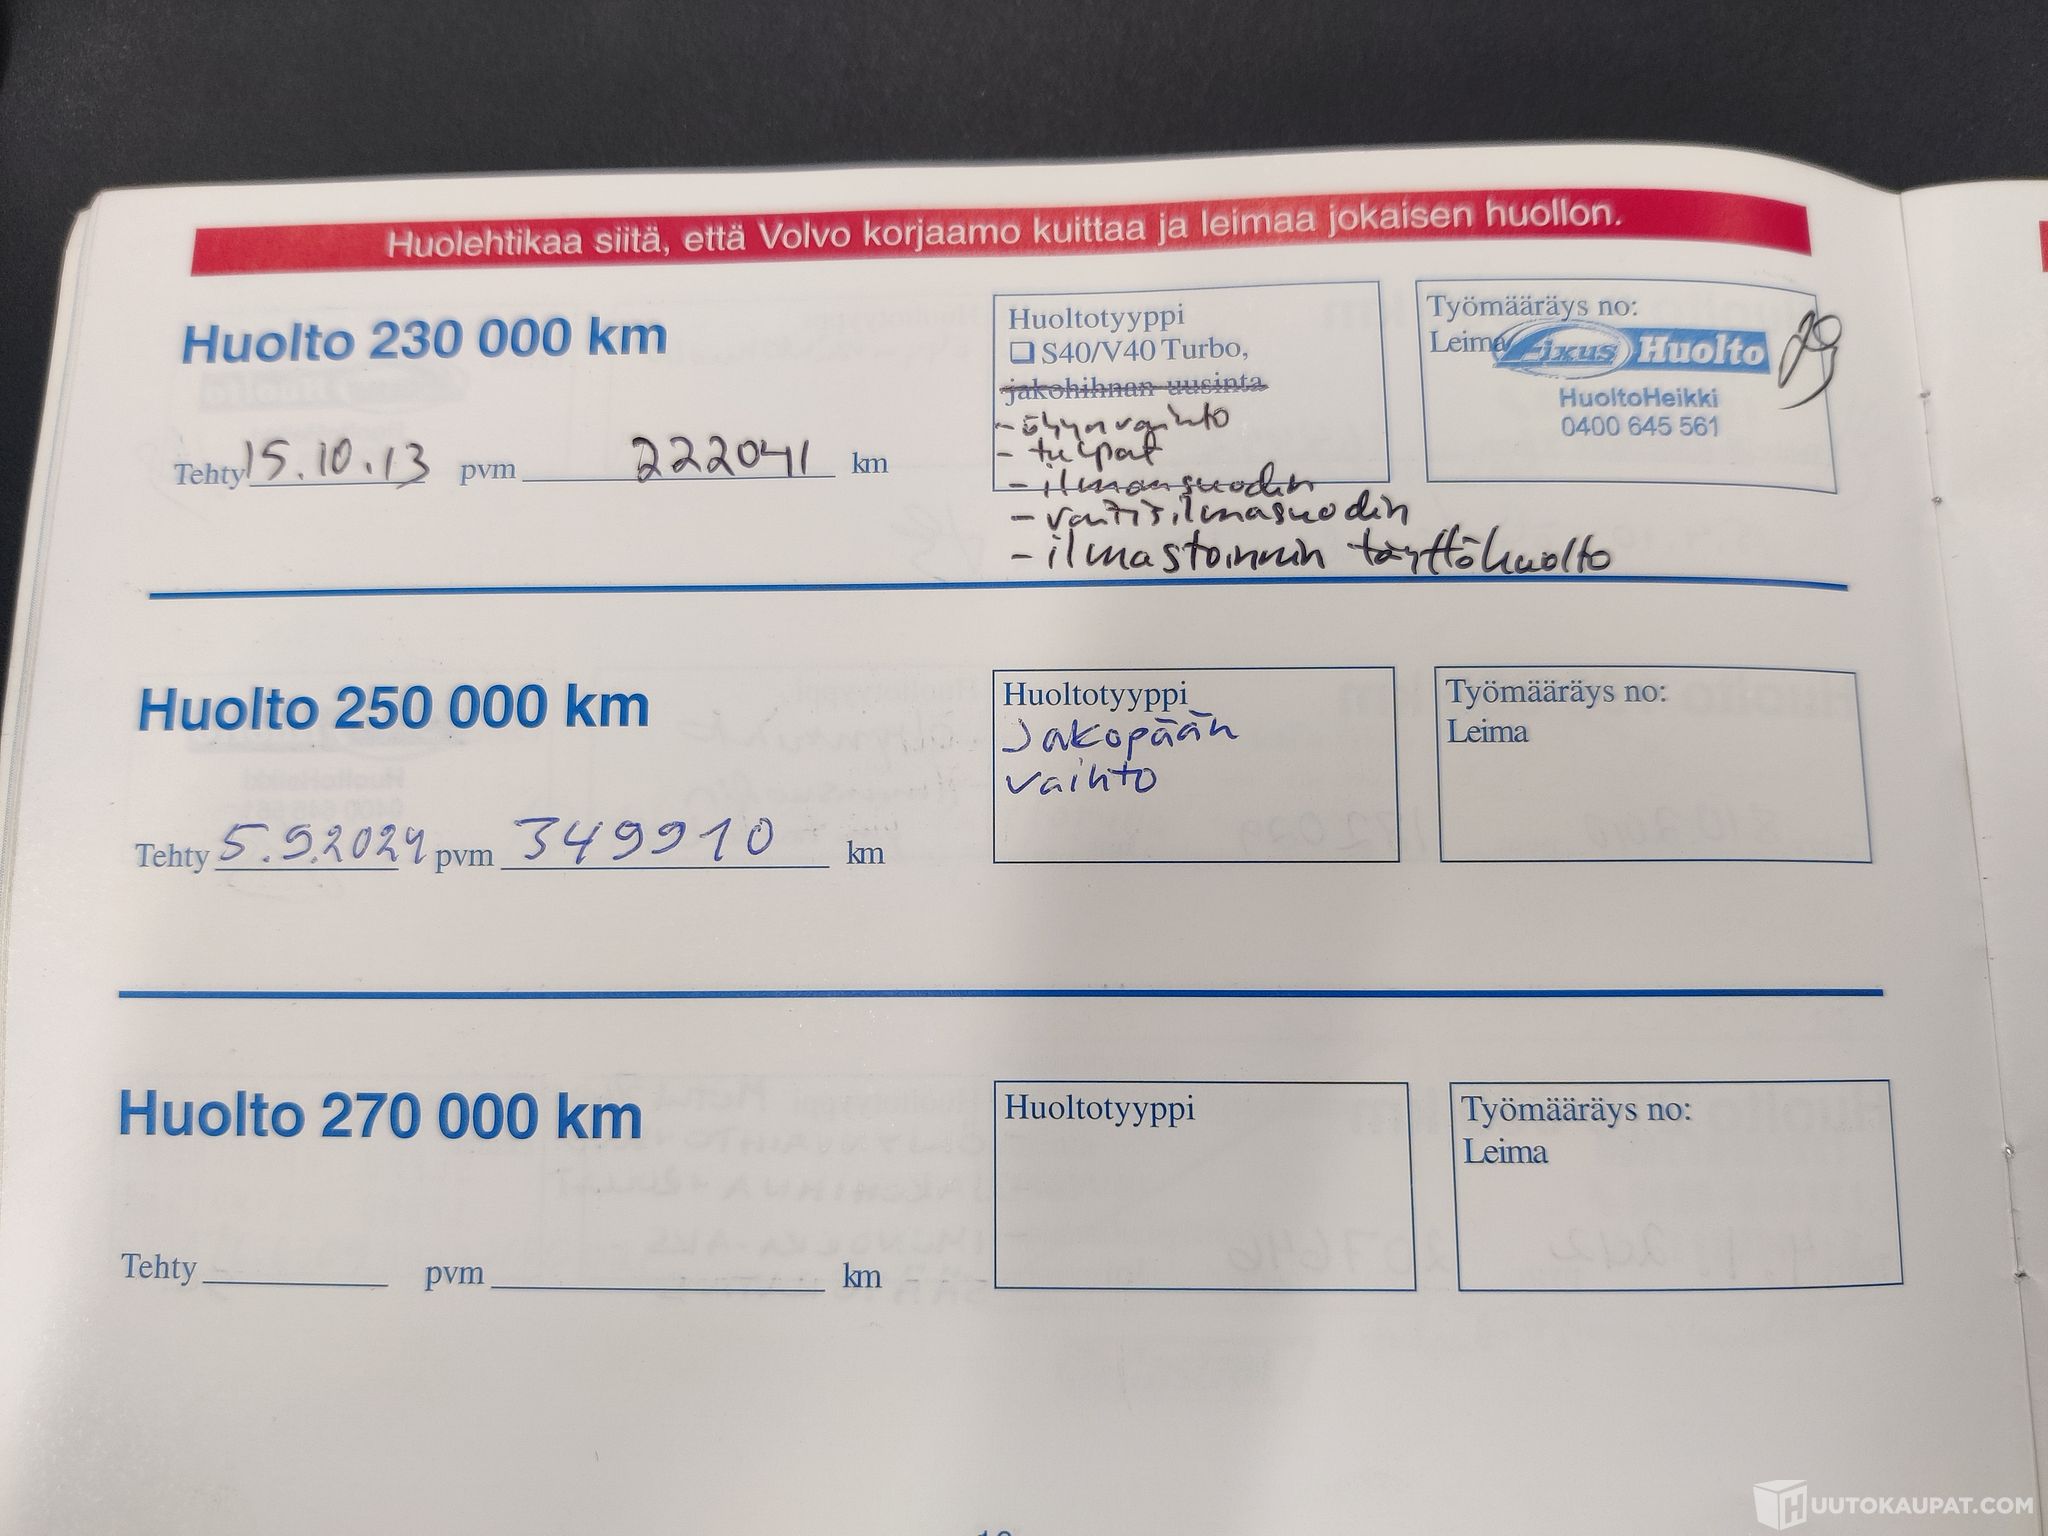 Huolehtikaa siitä, että Volvo korjaamo kuittaa ja leimaa jokaisen huollon.
Huolto 230 000 km
Tehty 15.10.13 pvm 222041 km
Huoltotyyppi
❏ S40/V40 Turbo,
jakohihnan uusinta
- öljynvaihto
- tulpat
- ilmansuodin
- raitisilmasuodin
- ilmastoinnin täyttöhuolto
Työmääräys no:
Leima
Fixus Huolto
HuoltoHeikki
0400 645 561
Huolto 250 000 km
Tehty 5.9.2024 pvm 349910 km
Huoltotyyppi
Jakopään
vaihto
Työmääräys no:
Leima
Huolto 270 000 km
Tehty pvm km
Huoltotyyppi
Työmääräys no:
Leima
HUUTOKAUPAT.COM